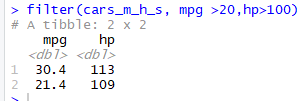 > filter(cars_m_h_s, mpg >20,hp>100)
# A tibble: 2 x 2
mpg hp
<dbl> <dbl>
1 30.4 113
2 21.4 109
>